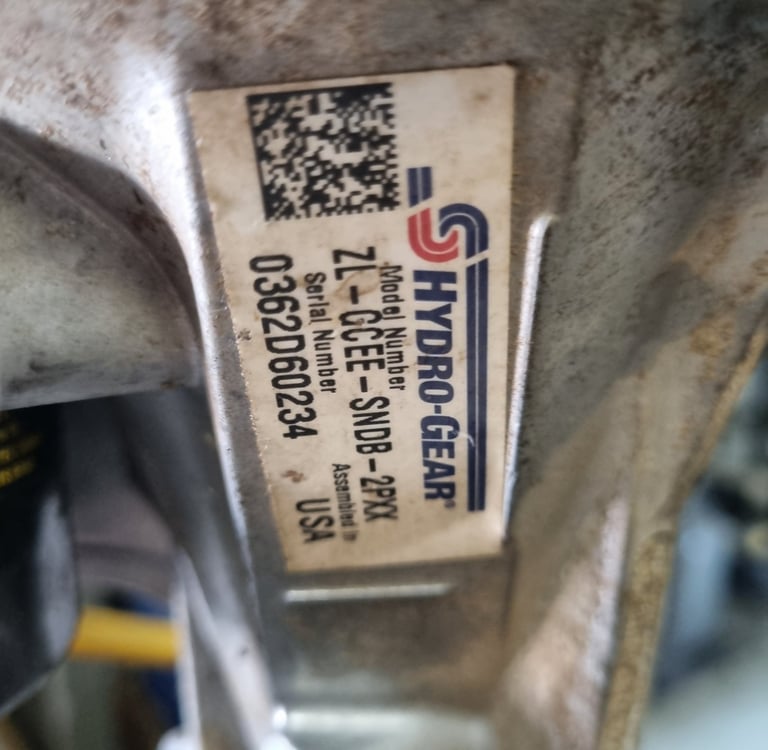 HYDRO-GEAR®
Model Number
ZL-GCEE-SNDB-2PXX
Serial Number
0362D60234
Assembled in
USA